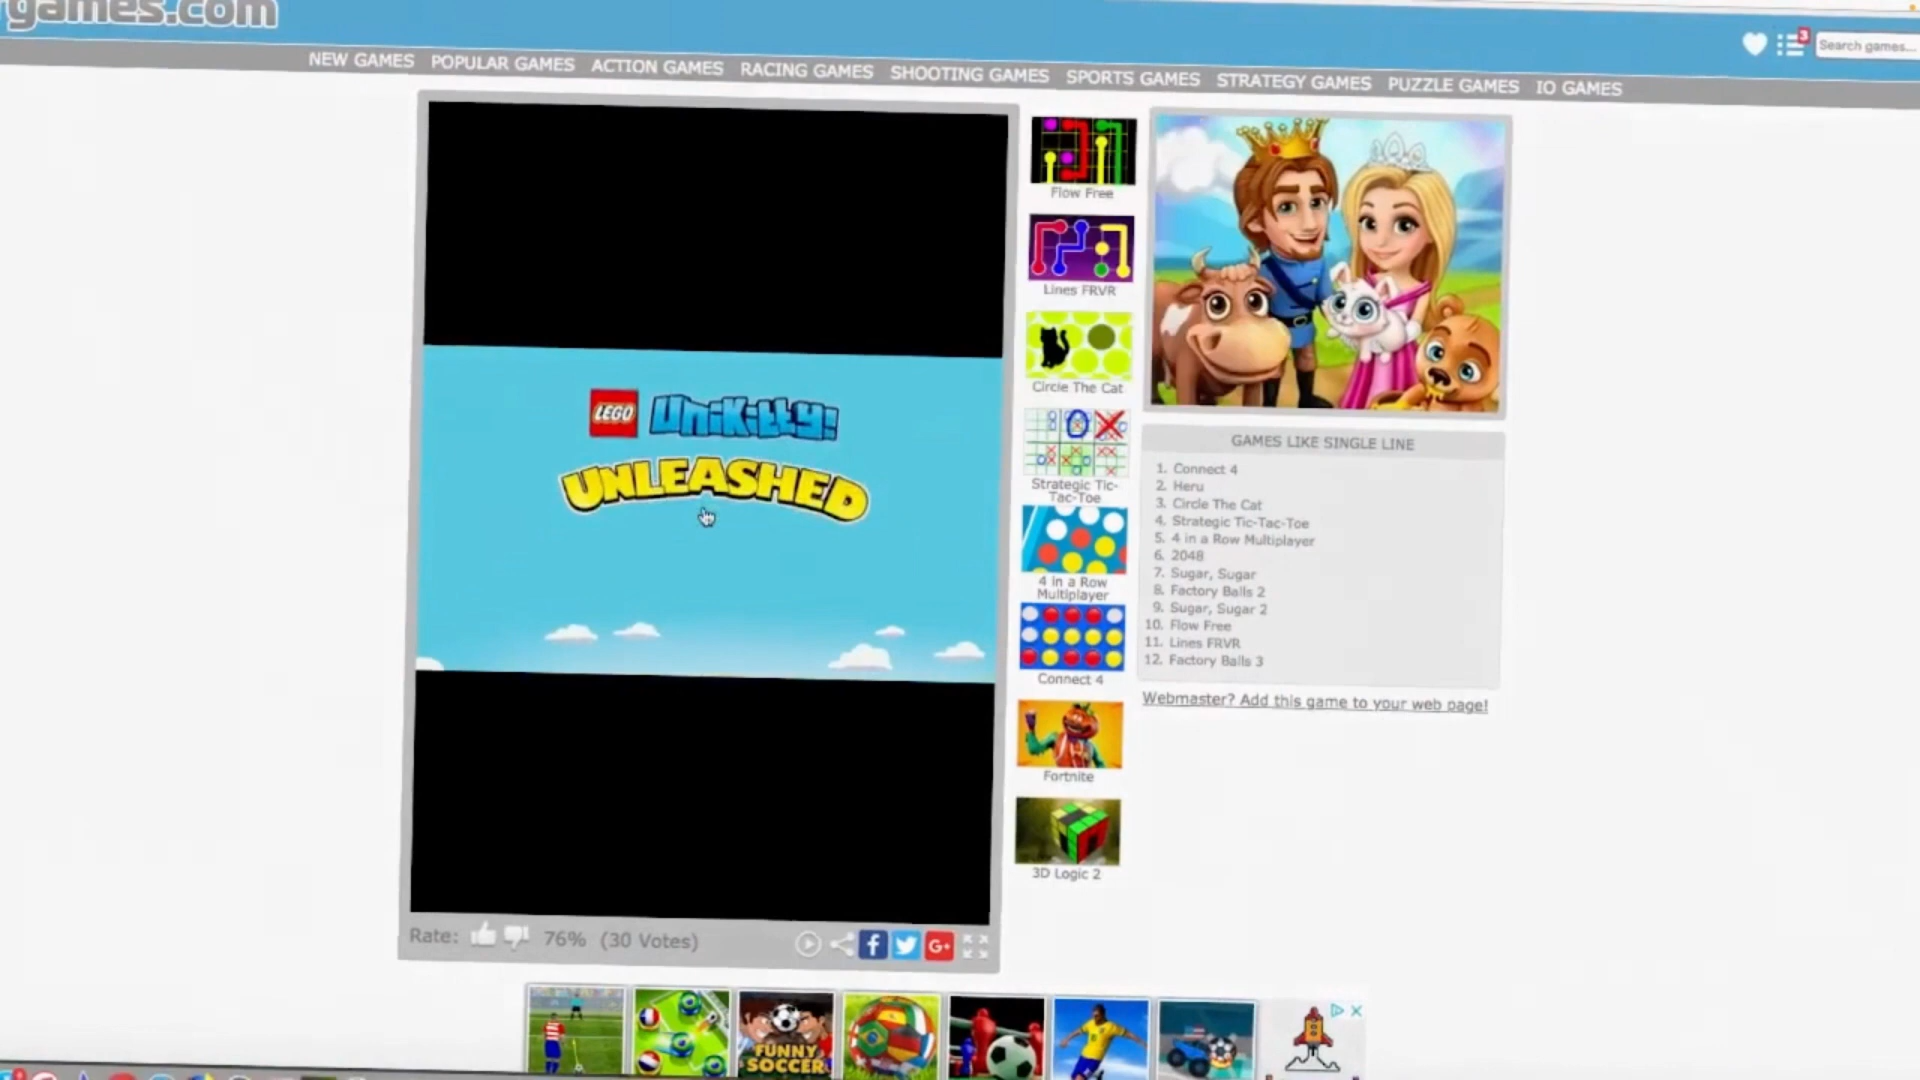 games.com
3
Search games...
NEW GAMES POPULAR GAMES ACTION GAMES RACING GAMES SHOOTING GAMES SPORTS GAMES STRATEGY GAMES PUZZLE GAMES IO GAMES
LEGO UniKitty!
UNLEASHED
Flow Free
Lines FRVR
Circle The Cat
Strategic Tic-
Tac-Toe
4 in a Row
Multiplayer
Connect 4
Fortnite
3D Logic 2
GAMES LIKE SINGLE LINE
1. Connect 4
2. Heru
3. Circle The Cat
4. Strategic Tic-Tac-Toe
5. 4 in a Row Multiplayer
6. 2048
7. Sugar, Sugar
8. Factory Balls 2
9. Sugar, Sugar 2
10. Flow Free
11. Lines FRVR
12. Factory Balls 3
Webmaster? Add this game to your web page!
Rate: 76% (30 Votes)
f
G+
FUNNY
SOCCER